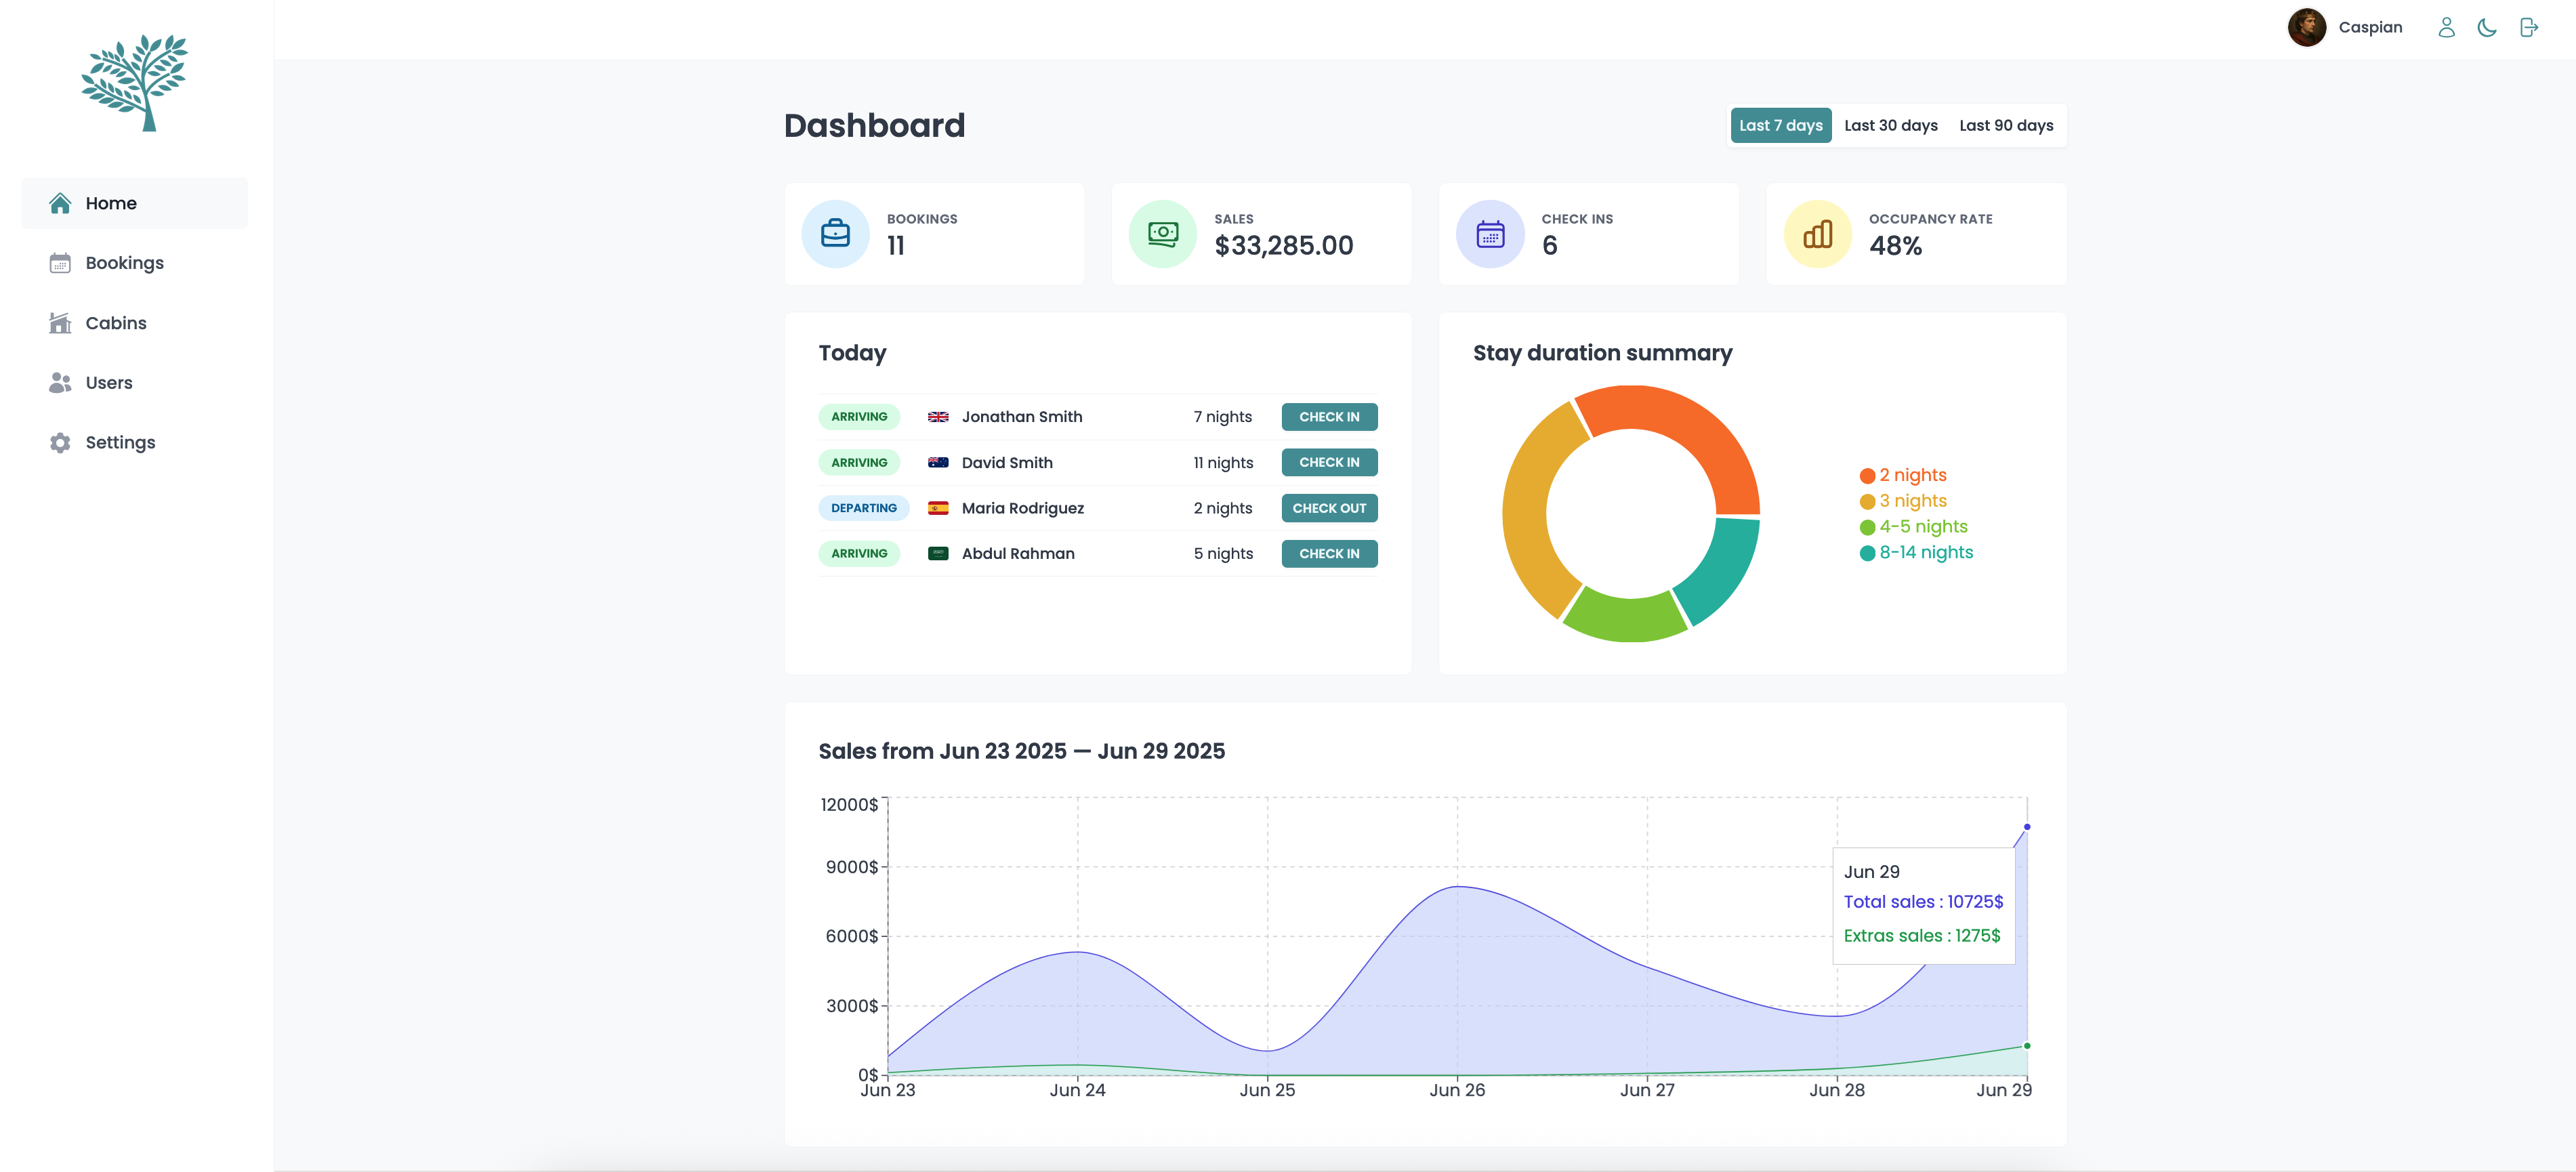 Caspian
Home
Bookings
Cabins
Users
Settings
Dashboard
Last 7 days Last 30 days Last 90 days
BOOKINGS
11
SALES
$33,285.00
CHECK INS
6
OCCUPANCY RATE
48%
Today
ARRIVING Jonathan Smith 7 nights CHECK IN
ARRIVING David Smith 11 nights CHECK IN
DEPARTING Maria Rodriguez 2 nights CHECK OUT
ARRIVING Abdul Rahman 5 nights CHECK IN
Stay duration summary
2 nights
3 nights
4-5 nights
8-14 nights
Sales from Jun 23 2025 — Jun 29 2025
12000$
9000$
6000$
3000$
0$
Jun 29
Total sales : 10725$
Extras sales : 1275$
Jun 23 Jun 24 Jun 25 Jun 26 Jun 27 Jun 28 Jun 29